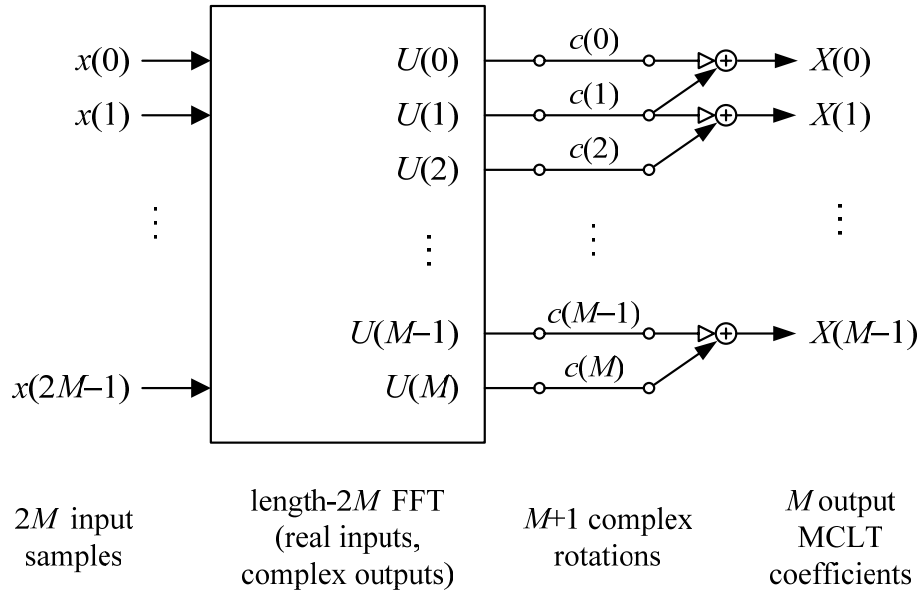 x(0) U(0) c(0) + X(0)
x(1) U(1) c(1) + X(1)
U(2) c(2)
⋮ ⋮ ⋮ ⋮
U(M−1) c(M−1) + X(M−1)
x(2M−1) U(M) c(M)
2M input
samples
length-2M FFT
(real inputs,
complex outputs)
M+1 complex
rotations
M output
MCLT
coefficients